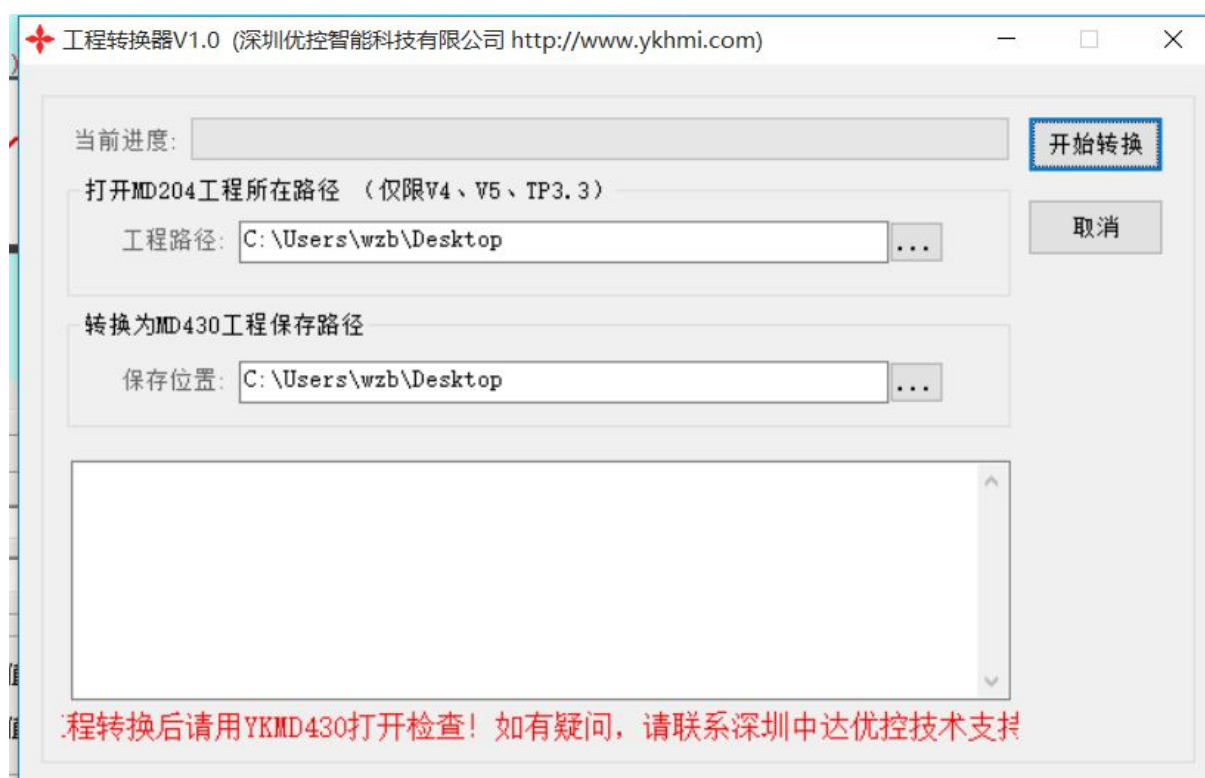 工程转换器V1.0 (深圳优控智能科技有限公司 http://www.ykhmi.com)
当前进度:
开始转换
打开MD204工程所在路径 （仅限V4、V5、TP3.3）
工程路径: C:\Users\wzb\Desktop ...
取消
转换为MD430工程保存路径
保存位置: C:\Users\wzb\Desktop ...
程转换后请用YKMD430打开检查！如有疑问，请联系深圳中达优控技术支持
值
值